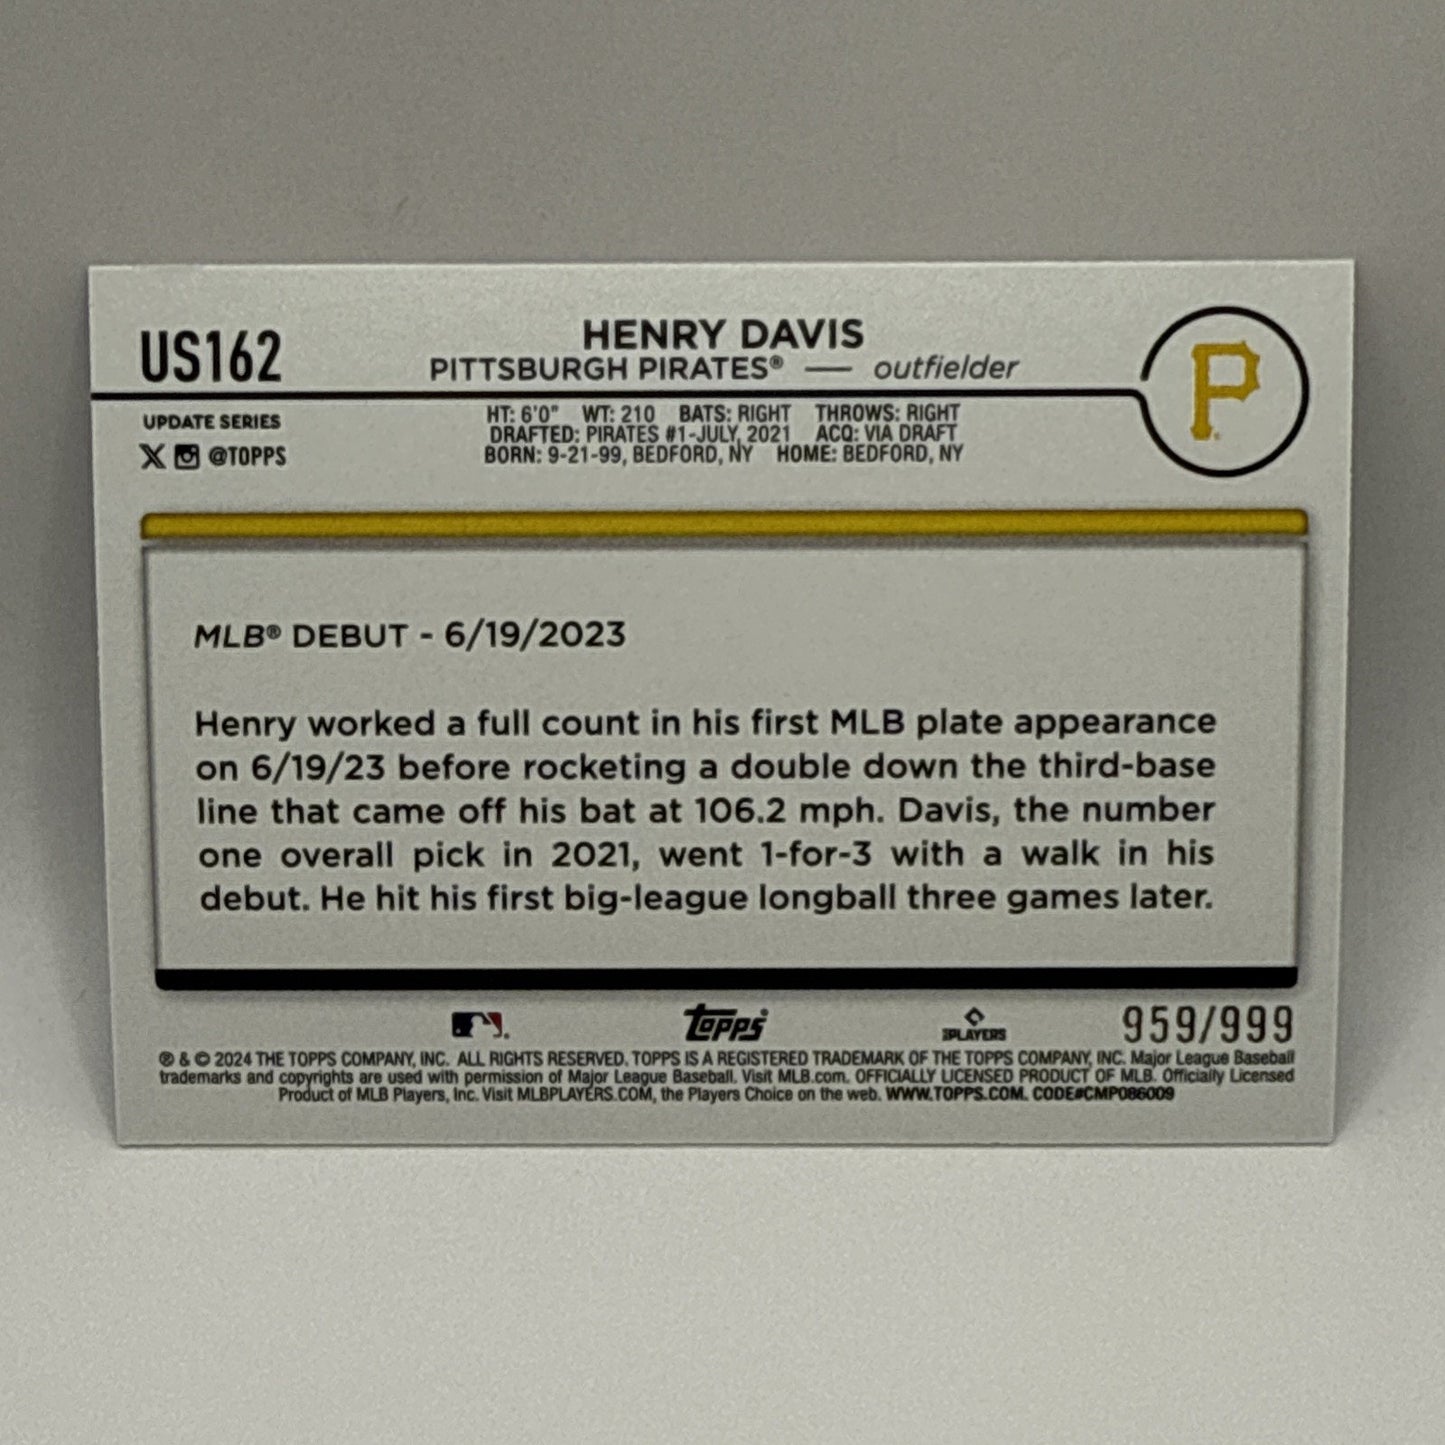 US162
HENRY DAVIS
PITTSBURGH PIRATES® — outfielder
P
UPDATE SERIES
@TOPPS
HT: 6'0" WT: 210 BATS: RIGHT THROWS: RIGHT
DRAFTED: PIRATES #1-JULY, 2021 ACQ: VIA DRAFT
BORN: 9-21-99, BEDFORD, NY HOME: BEDFORD, NY
MLB® DEBUT - 6/19/2023
Henry worked a full count in his first MLB plate appearance
on 6/19/23 before rocketing a double down the third-base
line that came off his bat at 106.2 mph. Davis, the number
one overall pick in 2021, went 1-for-3 with a walk in his
debut. He hit his first big-league longball three games later.
topps® PLAYERS 959/999
® & © 2024 THE TOPPS COMPANY, INC. ALL RIGHTS RESERVED. TOPPS IS A REGISTERED TRADEMARK OF THE TOPPS COMPANY, INC. Major League Baseball
trademarks and copyrights are used with permission of Major League Baseball. Visit MLB.com. OFFICIALLY LICENSED PRODUCT OF MLB. Officially Licensed
Product of MLB Players, Inc. Visit MLBPLAYERS.COM, the Players Choice on the web. WWW.TOPPS.COM. CODE#CMP086009